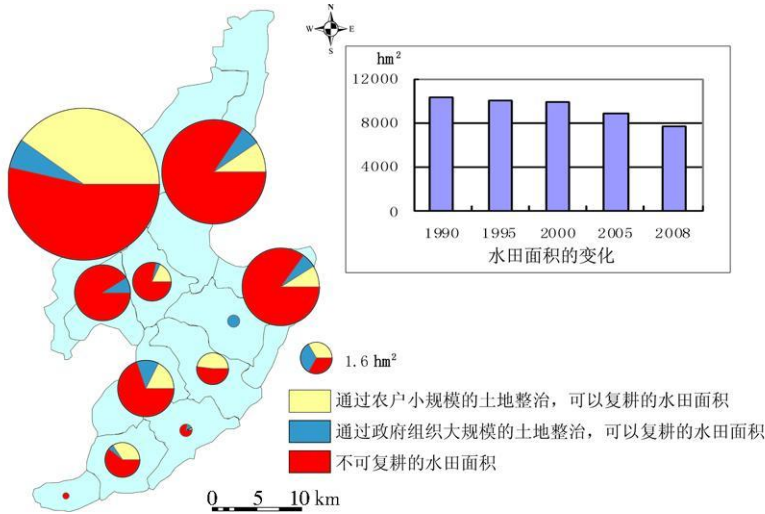 N
W E
S
hm²
12000
8000
4000
0
1990 1995 2000 2005 2008
水田面积的变化
1.6 hm²
通过农户小规模的土地整治，可以复耕的水田面积
通过政府组织大规模的土地整治，可以复耕的水田面积
不可复耕的水田面积
0 5 10 km